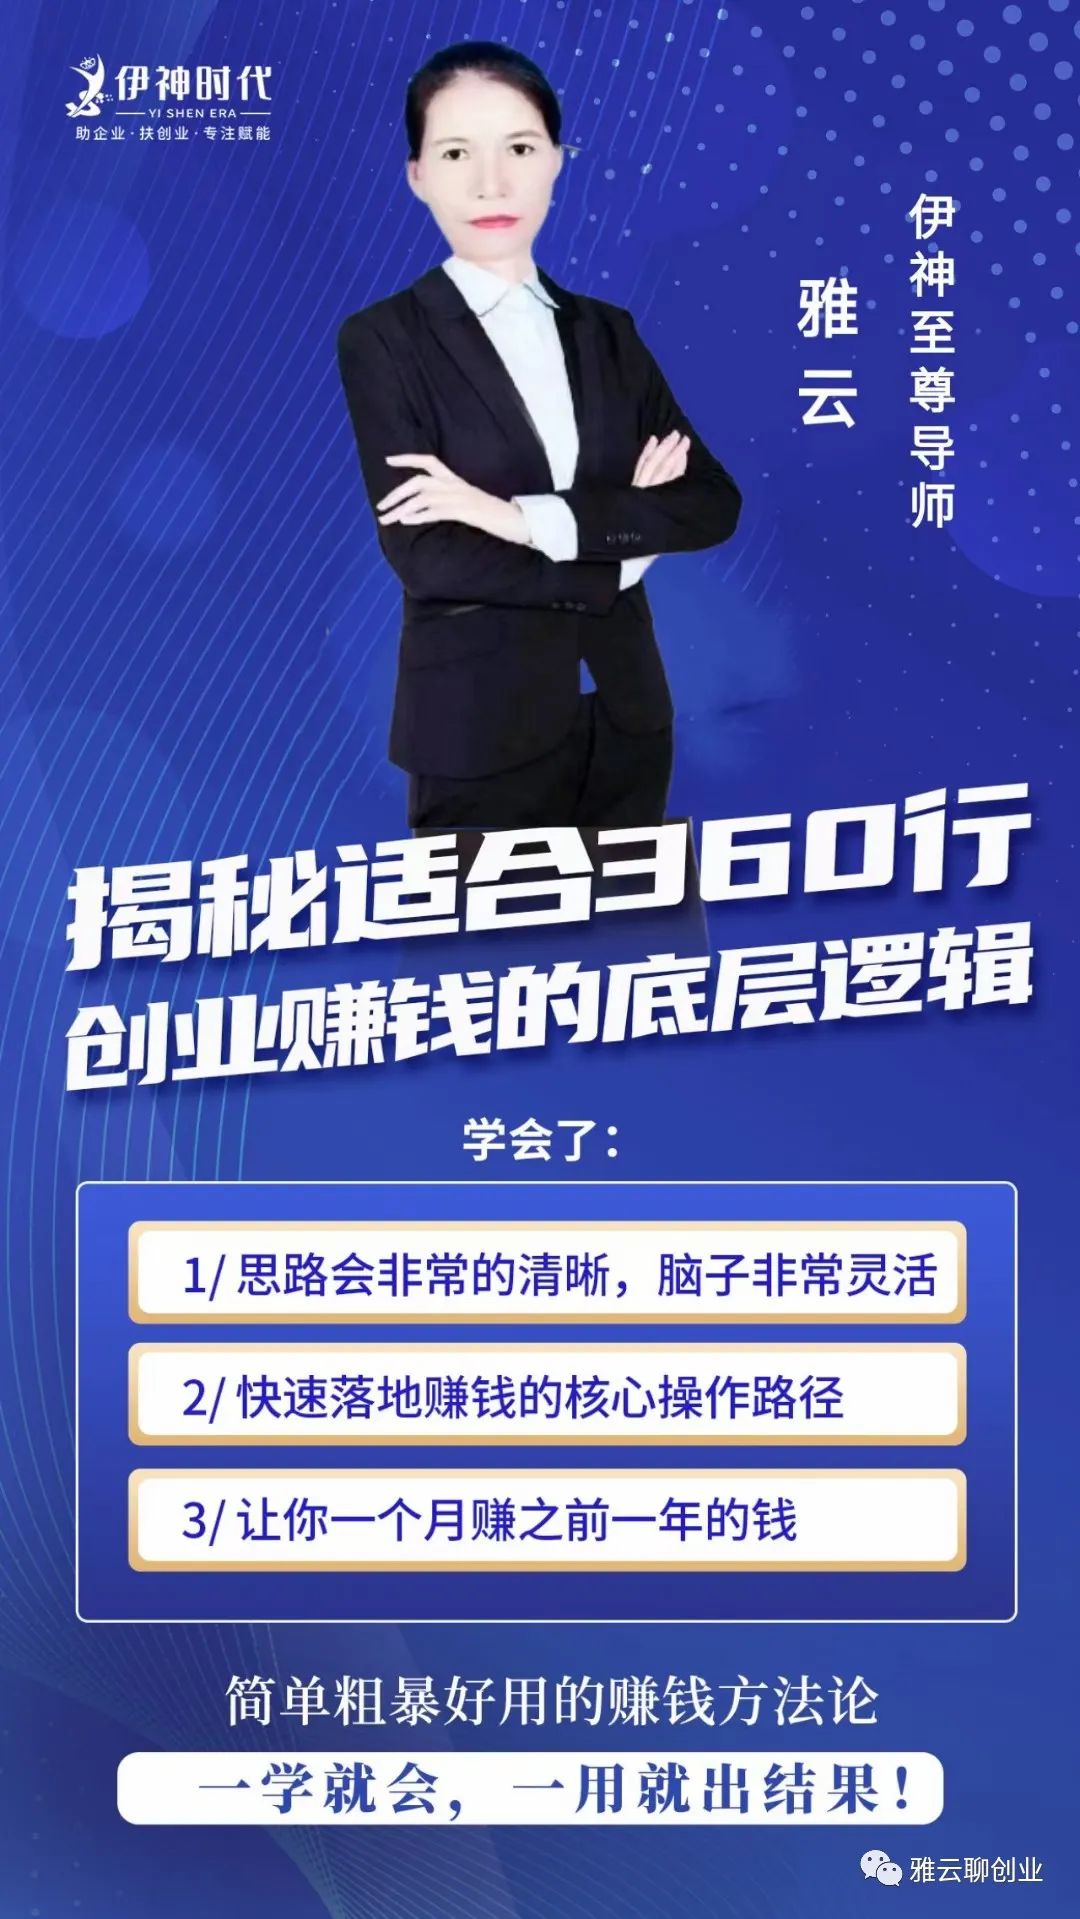 伊神时代
YI SHEN ERA
助企业·扶创业·专注赋能
伊神至尊导师
雅云
揭秘适合360行
创业赚钱的底层逻辑
学会了：
1/ 思路会非常的清晰，脑子非常灵活
2/ 快速落地赚钱的核心操作路径
3/ 让你一个月赚之前一年的钱
简单粗暴好用的赚钱方法论
一学就会，一用就出结果！
雅云聊创业